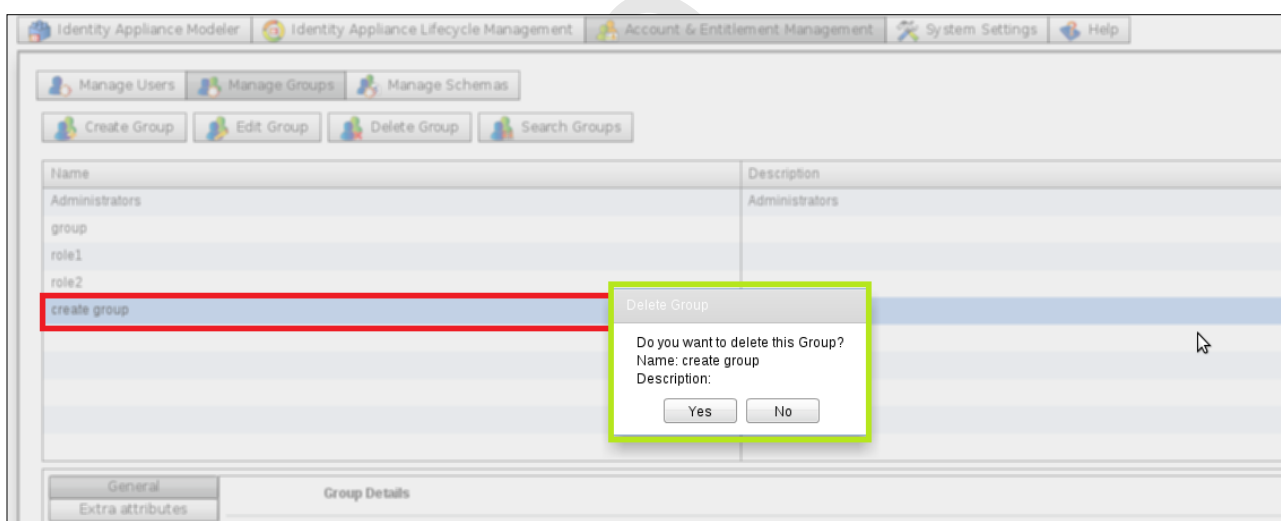 Identity Appliance Modeler Identity Appliance Lifecycle Management Account & Entitlement Management System Settings Help
Manage Users Manage Groups Manage Schemas
Create Group Edit Group Delete Group Search Groups
Name Description
Administrators Administrators
group
role1
role2
create group
Delete Group
Do you want to delete this Group?
Name: create group
Description:
Yes No
General
Group Details
Extra attributes